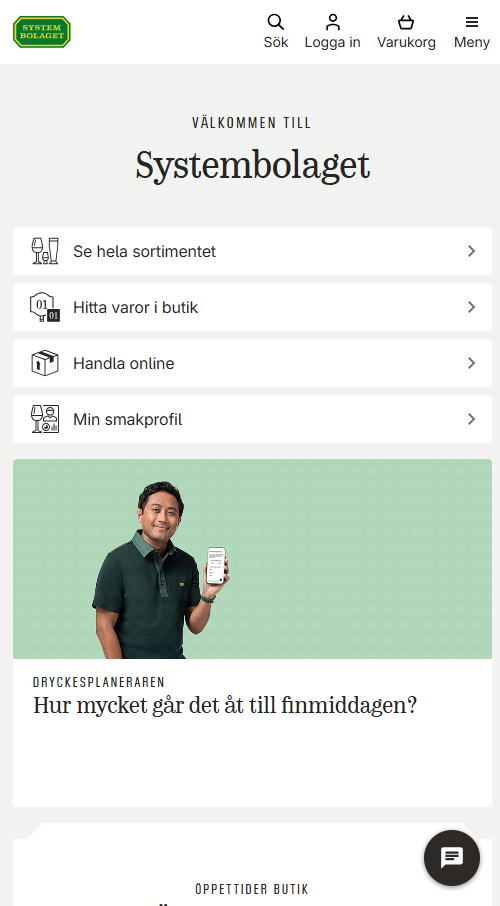 SYSTEM
BOLAGET
Sök
Logga in
Varukorg
Meny
VÄLKOMMEN TILL
Systembolaget
Se hela sortimentet
01
01
Hitta varor i butik
Handla online
Min smakprofil
DRYCKESPLANERAREN
Hur mycket går det åt till finmiddagen?
ÖPPETTIDER BUTIK